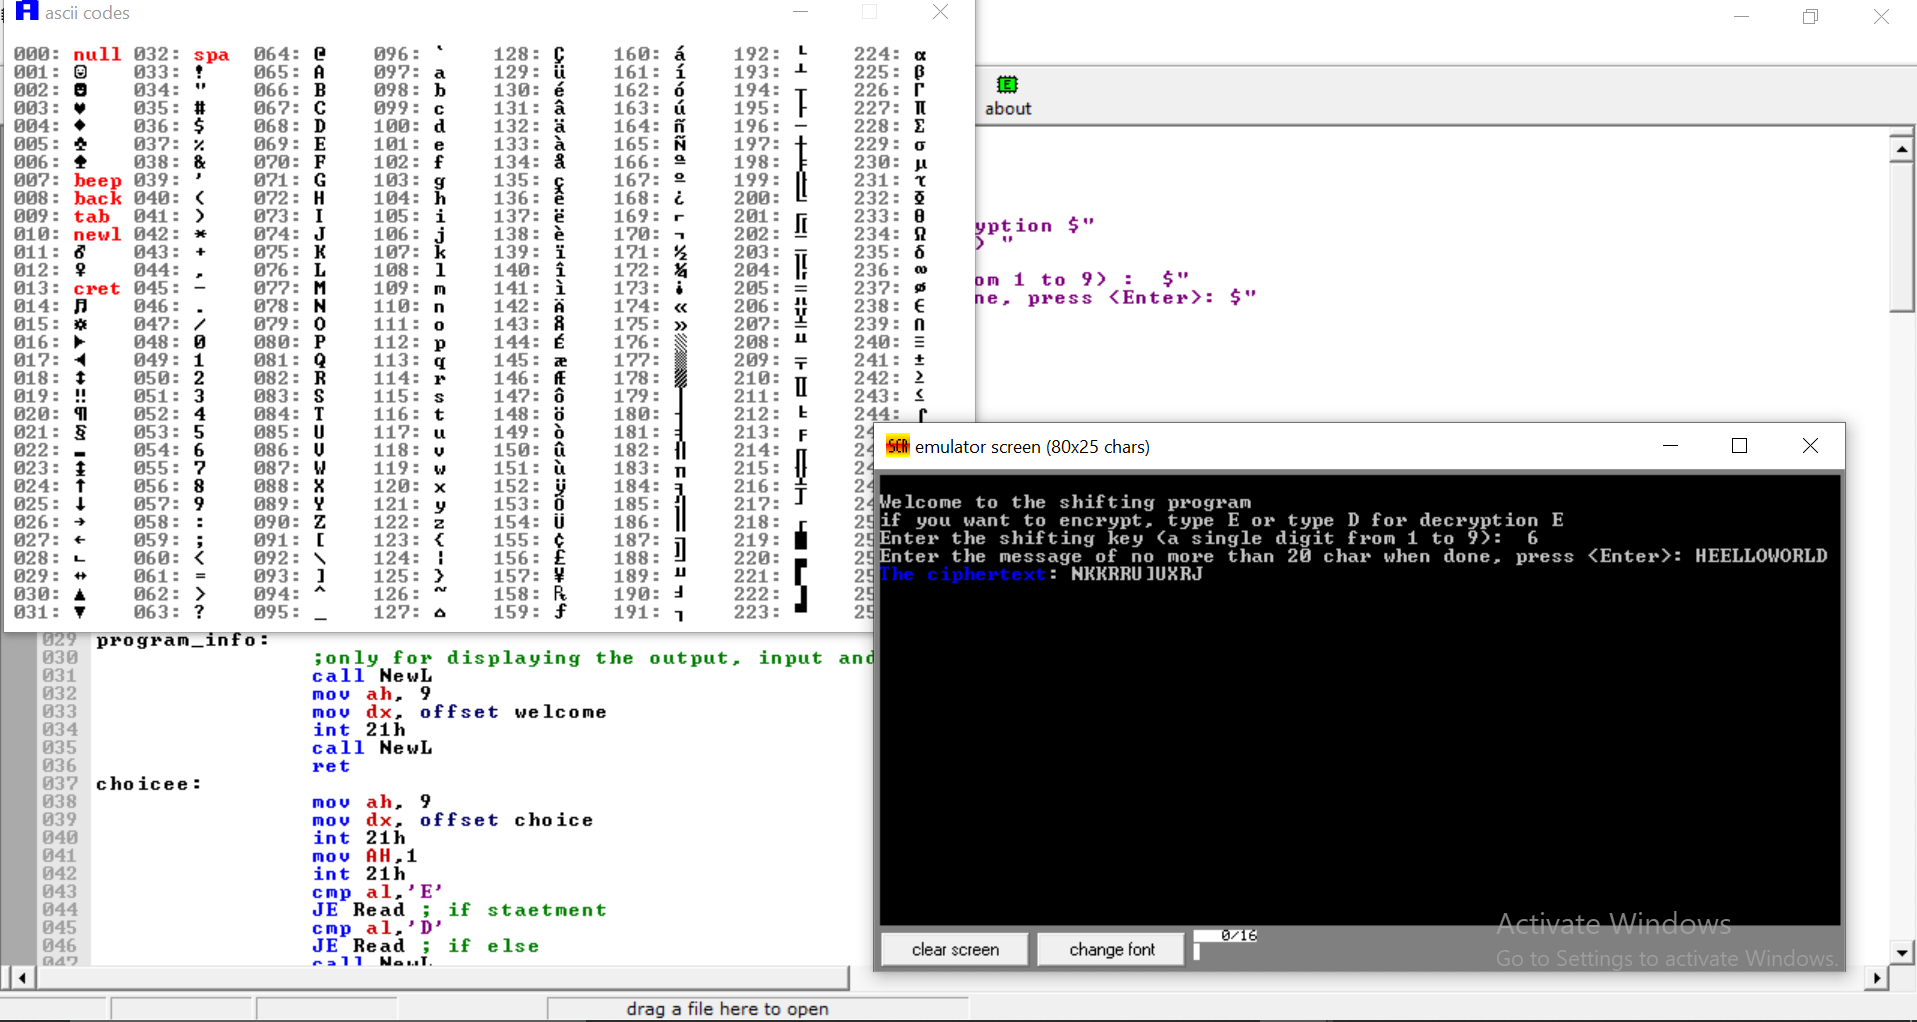 ascii codes
000: null 032: spa 064: @ 096: ` 128: Ç 160: á 192: └ 224: α
001: ☺ 033: ! 065: A 097: a 129: ü 161: í 193: ┴ 225: β
002: ☻ 034: " 066: B 098: b 130: é 162: ó 194: ┬ 226: Γ
003: ♥ 035: # 067: C 099: c 131: â 163: ú 195: ├ 227: π
004: ♦ 036: $ 068: D 100: d 132: ä 164: ñ 196: ─ 228: Σ
005: ♣ 037: % 069: E 101: e 133: à 165: Ñ 197: ┼ 229: σ
006: ♠ 038: & 070: F 102: f 134: å 166: ª 198: ╞ 230: µ
007: beep 039: ' 071: G 103: g 135: ç 167: º 199: ╟ 231: τ
008: back 040: ( 072: H 104: h 136: ê 168: ¿ 200: ╚ 232: Φ
009: tab 041: ) 073: I 105: i 137: ë 169: ⌐ 201: ╔ 233: Θ
010: newl 042: * 074: J 106: j 138: è 170: ¬ 202: ╩ 234: Ω
011: ♂ 043: + 075: K 107: k 139: ï 171: ½ 203: ╦ 235: δ
012: ♀ 044: , 076: L 108: l 140: î 172: ¼ 204: ╠ 236: ∞
013: cret 045: - 077: M 109: m 141: ì 173: ¡ 205: ═ 237: φ
014: ♫ 046: . 078: N 110: n 142: Ä 174: « 206: ╬ 238: ∈
015: ☼ 047: / 079: O 111: o 143: Å 175: » 207: ╧ 239: ∩
016: ► 048: 0 080: P 112: p 144: É 176: ░ 208: ╨ 240: ≡
017: ◄ 049: 1 081: Q 113: q 145: æ 177: ▒ 209: ╤ 241: ±
018: ↕ 050: 2 082: R 114: r 146: Æ 178: ▓ 210: ╥ 242: ≥
019: ‼ 051: 3 083: S 115: s 147: ô 179: │ 211: ╙ 243: ≤
020: ¶ 052: 4 084: T 116: t 148: ö 180: ┤ 212: ╘ 244: ⌠
021: § 053: 5 085: U 117: u 149: ò 181: ╡ 213: ╒ 24
022: ▬ 054: 6 086: V 118: v 150: û 182: ╢ 214: ╓ 24
023: ↨ 055: 7 087: W 119: w 151: ù 183: ╖ 215: ╫ 24
024: ↑ 056: 8 088: X 120: x 152: ÿ 184: ╕ 216: ╪ 24
025: ↓ 057: 9 089: Y 121: y 153: Ö 185: ╣ 217: ┘ 24
026: → 058: : 090: Z 122: z 154: Ü 186: ║ 218: ┌ 25
027: ← 059: ; 091: [ 123: { 155: ¢ 187: ╗ 219: █ 25
028: ∟ 060: < 092: \ 124: ¦ 156: £ 188: ╝ 220: ▄ 25
029: ↔ 061: = 093: ] 125: } 157: ¥ 189: ╜ 221: ▌ 25
030: ▲ 062: > 094: ^ 126: ~ 158: ₧ 190: ╛ 222: ▐ 25
031: ▼ 063: ? 095: _ 127: ⌂ 159: ƒ 191: ┐ 223: ▀ 25
about
yption $"
) "
om 1 to 9) :  $"
ne, press <Enter>: $"
029 program_info:
030 ;only for displaying the output, input and
031 call NewL
032 mov ah, 9
033 mov dx, offset welcome
034 int 21h
035 call NewL
036 ret
037 choicee:
038 mov ah, 9
039 mov dx, offset choice
040 int 21h
041 mov AH,1
042 int 21h
043 cmp al,'E'
044 JE Read ; if staetment
045 cmp al,'D'
046 JE Read ; if else
047 call NewL
SCR emulator screen (80x25 chars)
Welcome to the shifting program
if you want to encrypt, type E or type D for decryption E
Enter the shifting key (a single digit from 1 to 9):  6
Enter the message of no more than 20 char when done, press <Enter>: HEELLOWORLD
The ciphertext: NKKRRU]UXRJ
clear screen
change font
0/16
Activate Windows
Go to Settings to activate Windows.
drag a file here to open